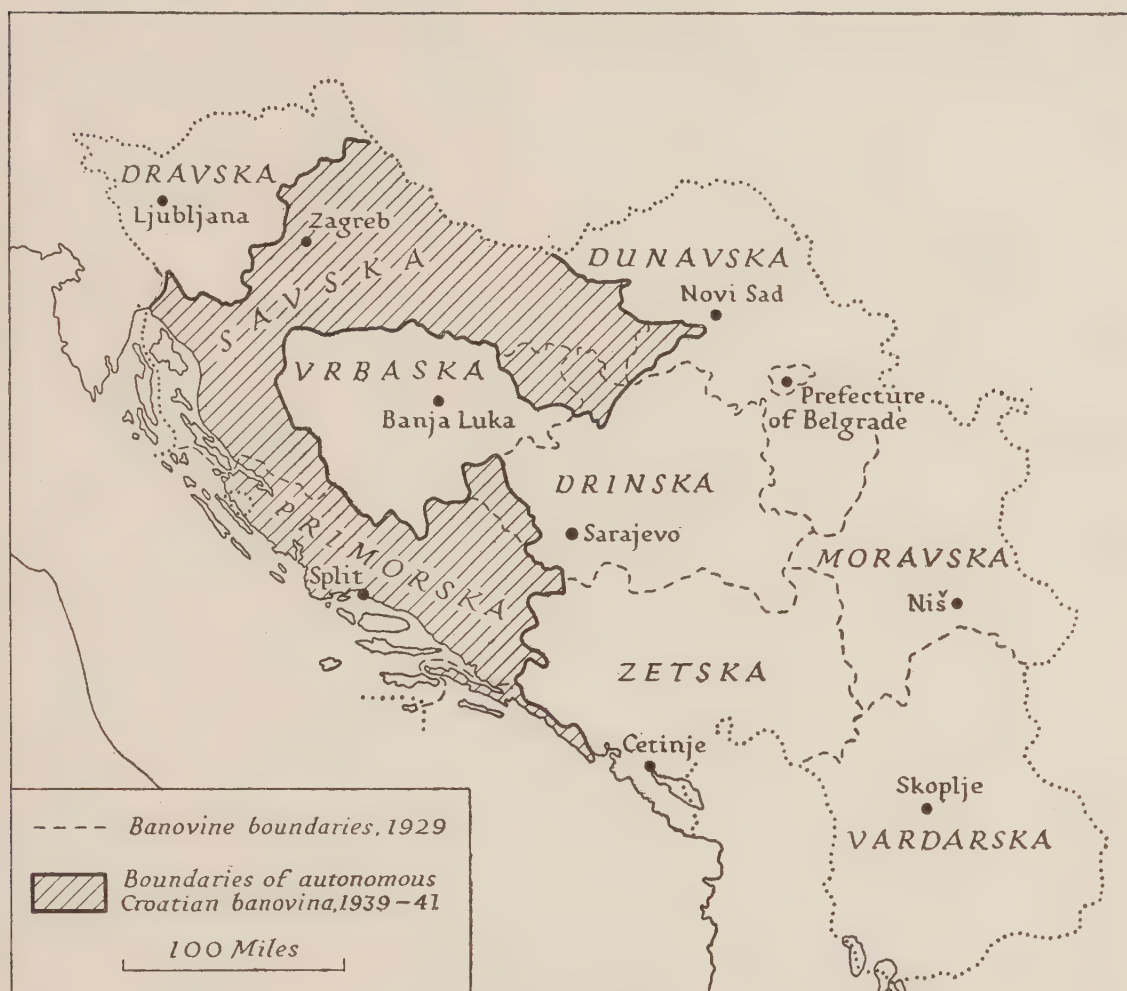 DRAVSKA
Ljubljana
Zagreb
SAVSKA
DUNAVSKA
Novi Sad
VRBASKA
Banja Luka
Prefecture
of Belgrade
DRINSKA
Sarajevo
MORAVSKA
Niš
PRIMORSKA
Split
ZETSKA
Cetinje
Skoplje
VARDARSKA
Banovine boundaries, 1929
Boundaries of autonomous
Croatian banovina, 1939–41
100 Miles